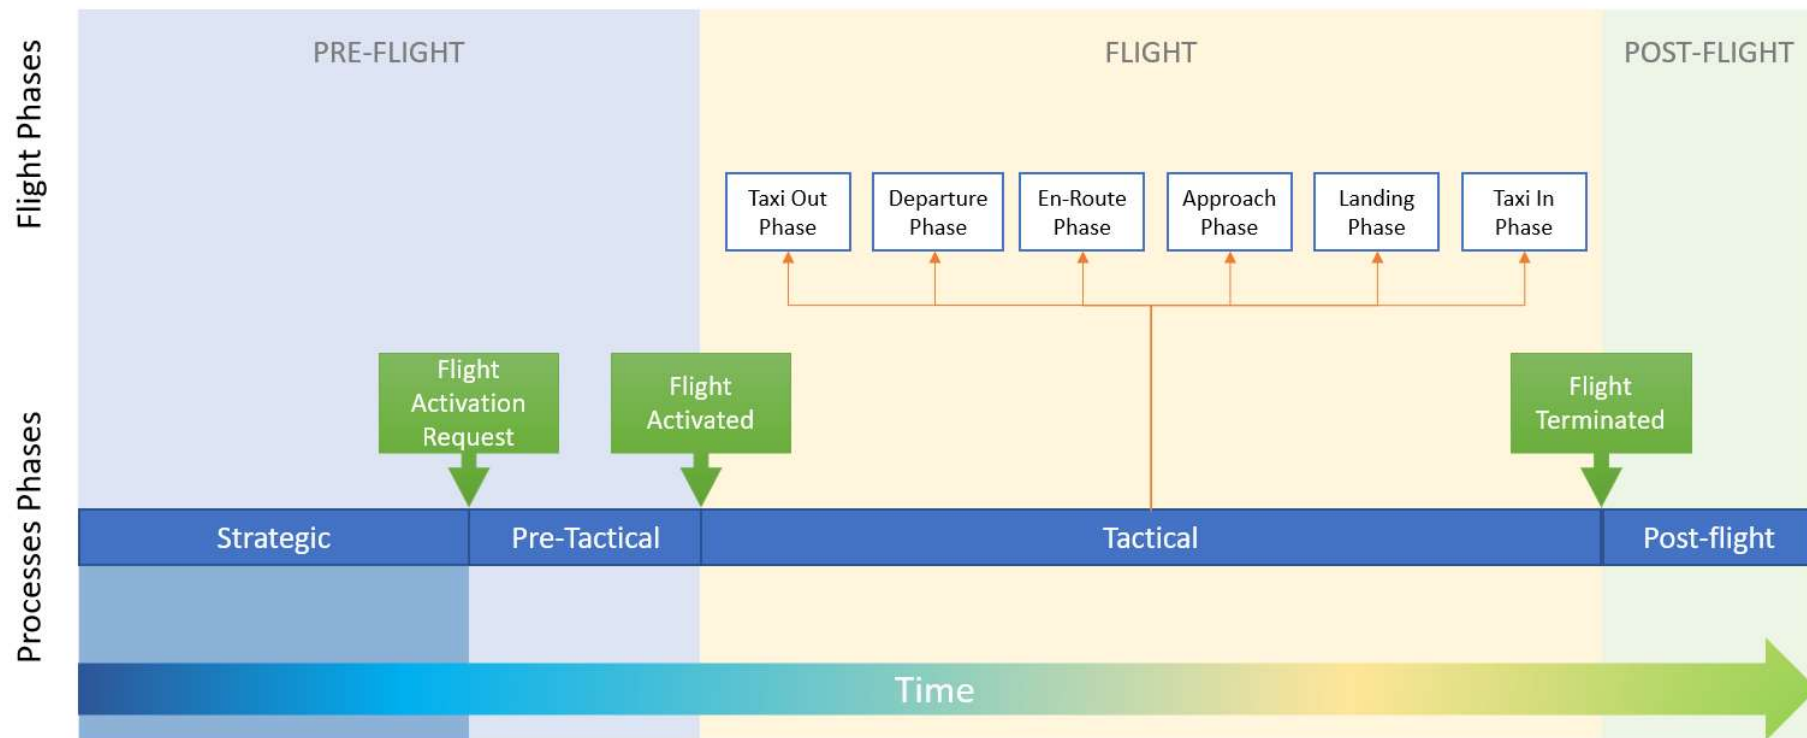 Flight Phases
PRE-FLIGHT
FLIGHT
POST-FLIGHT
Taxi Out
Phase
Departure
Phase
En-Route
Phase
Approach
Phase
Landing
Phase
Taxi In
Phase
Processes Phases
Flight
Activation
Request
Flight
Activated
Flight
Terminated
Strategic
Pre-Tactical
Tactical
Post-flight
Time